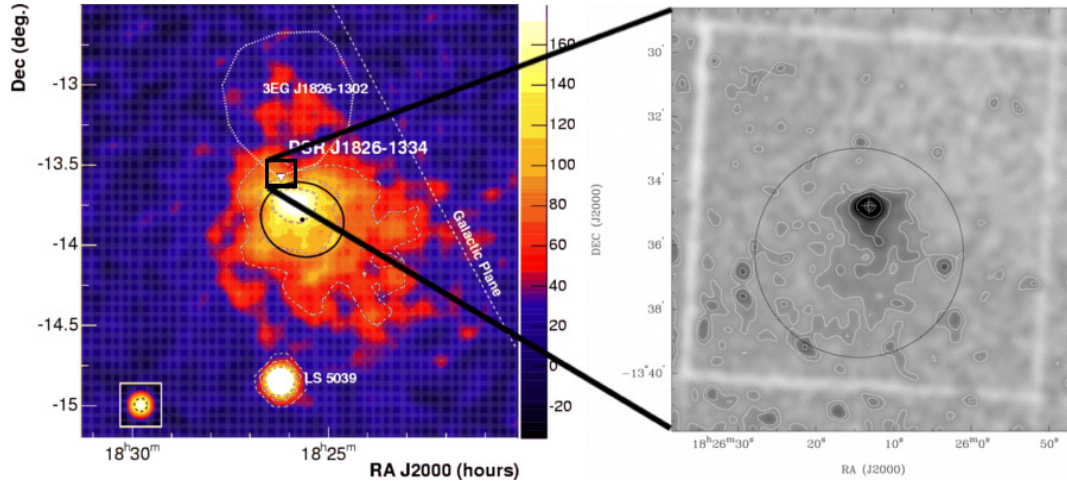 Dec (deg.)
-13
-13.5
-14
-14.5
-15
3EG J1826-1302
PSR J1826-1334
Galactic Plane
LS 5039
18h30m
18h25m
RA J2000 (hours)
160
140
120
100
80
60
40
20
0
-20
DEC (J2000)
30'
32'
34'
36'
38'
−13°40'
18h26m30s
20s
10s
26m0s
50s
RA (J2000)